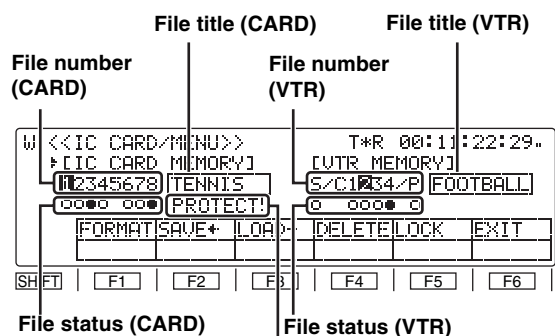 File title (CARD)
File title (VTR)
File number
(CARD)
File number
(VTR)
W <<IC CARD/MENU>> T*R 00:11:22:29.
[IC CARD MEMORY] [VTR MEMORY]
12345678 TENNIS S/C1234/P FOOTBALL
PROTECT!
FORMAT SAVE← LOAD→ DELETE LOCK EXIT
SHIFT F1 F2 F3 F4 F5 F6
File status (CARD)
File status (VTR)